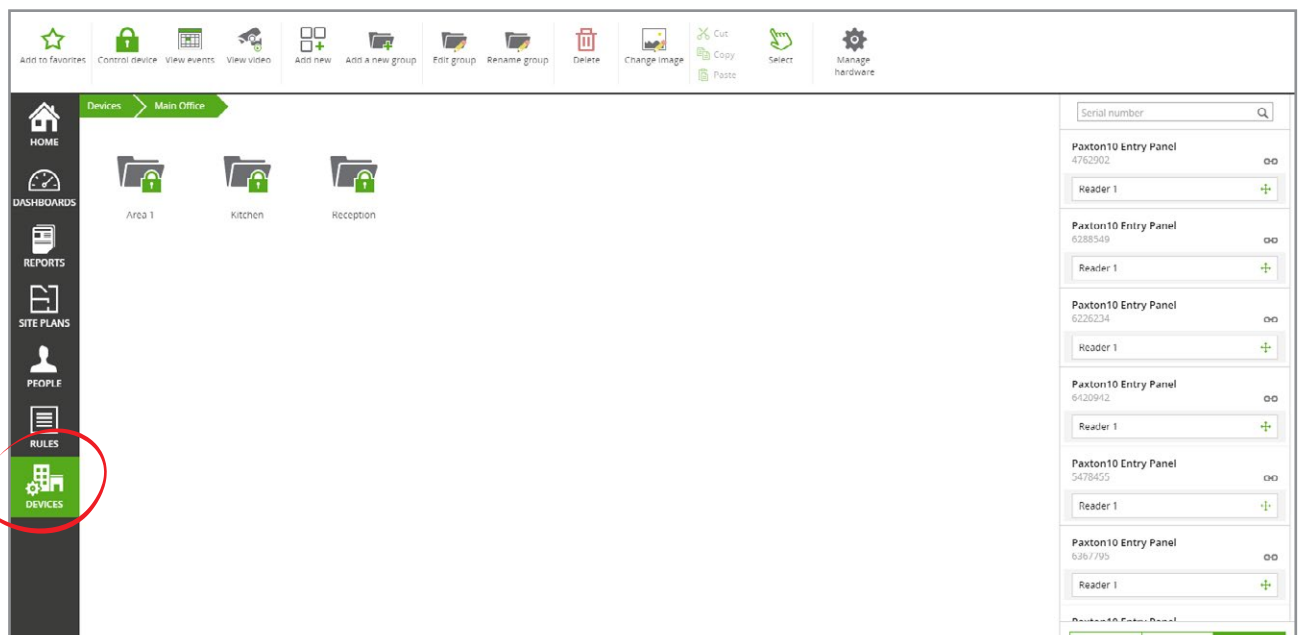 Add to favorites
Control device
View events
View video
Add new
Add a new group
Edit group
Rename group
Delete
Change image
Cut
Copy
Paste
Select
Manage
hardware
HOME
DASHBOARDS
REPORTS
SITE PLANS
PEOPLE
RULES
DEVICES
Devices
Main Office
Area 1
Kitchen
Reception
Serial number
Paxton10 Entry Panel
4762902
Reader 1
Paxton10 Entry Panel
6288549
Reader 1
Paxton10 Entry Panel
6226234
Reader 1
Paxton10 Entry Panel
6420942
Reader 1
Paxton10 Entry Panel
5478455
Reader 1
Paxton10 Entry Panel
6367795
Reader 1
Paxton10 Entry Panel